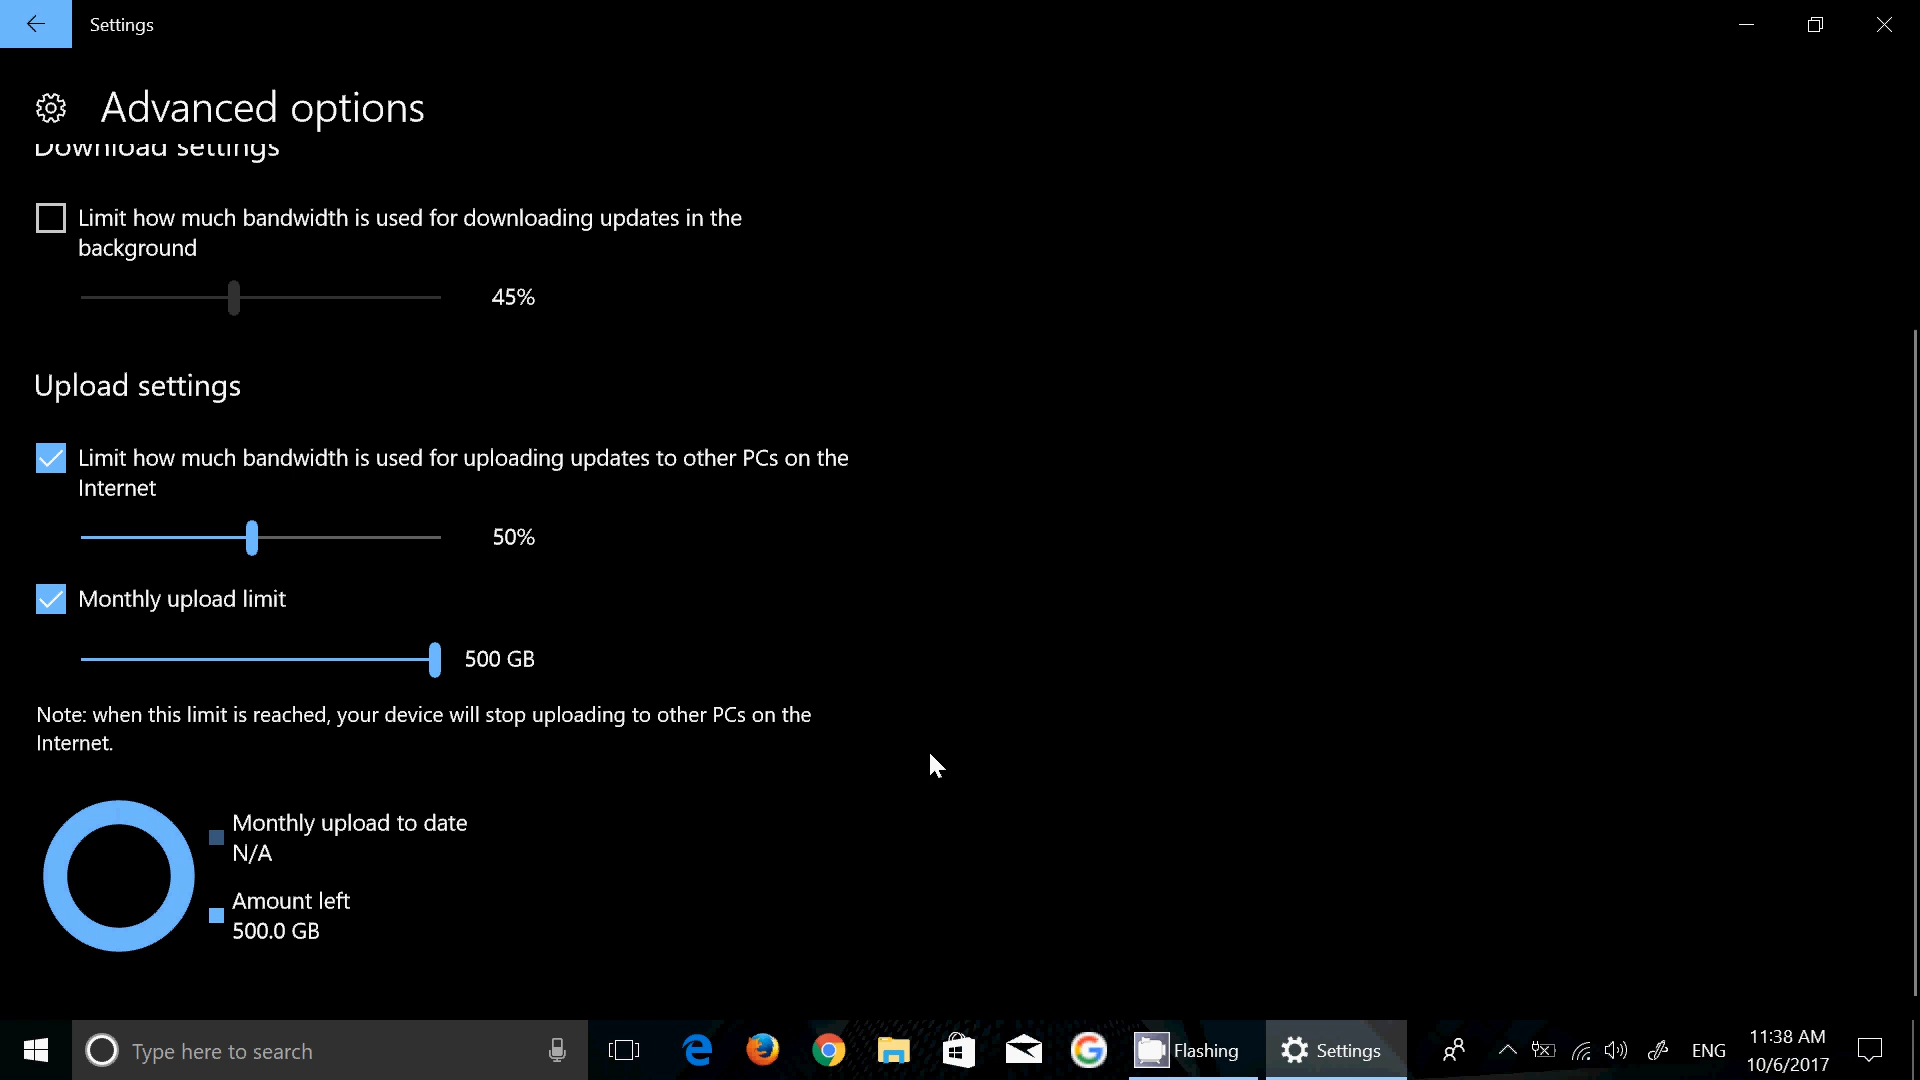 Settings
Advanced options
Download settings
Limit how much bandwidth is used for downloading updates in the
background
45%
Upload settings
Limit how much bandwidth is used for uploading updates to other PCs on the
Internet
50%
Monthly upload limit
500 GB
Note: when this limit is reached, your device will stop uploading to other PCs on the
Internet.
Monthly upload to date
N/A
Amount left
500.0 GB
Type here to search
Flashing
Settings
ENG
11:38 AM
10/6/2017